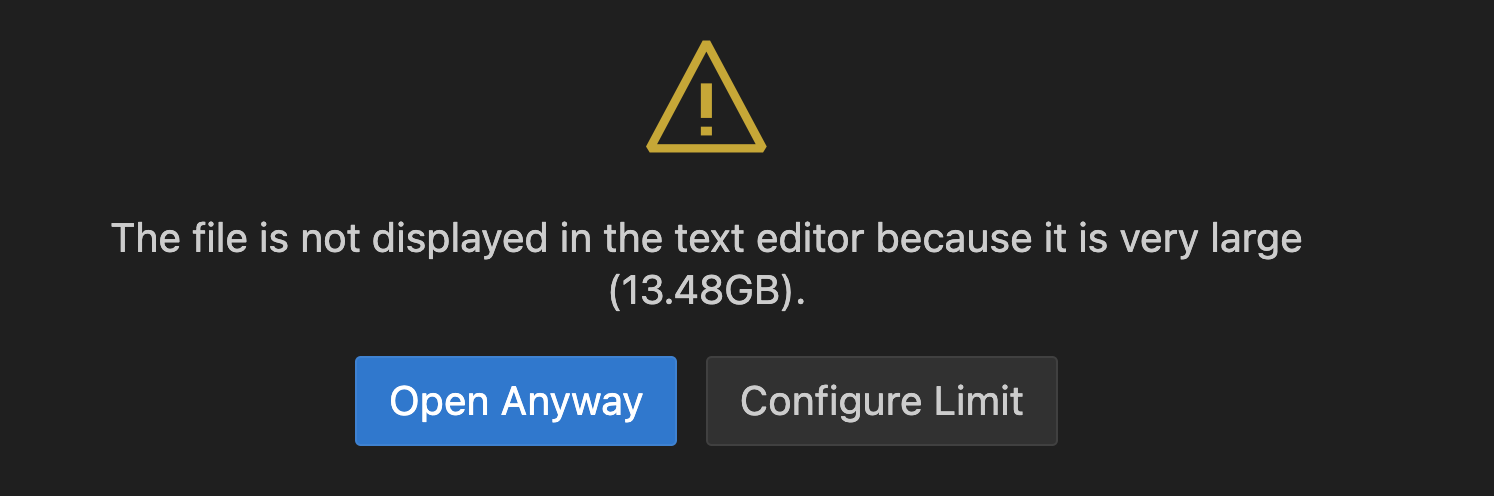 The file is not displayed in the text editor because it is very large
(13.48GB).
Open Anyway
Configure Limit